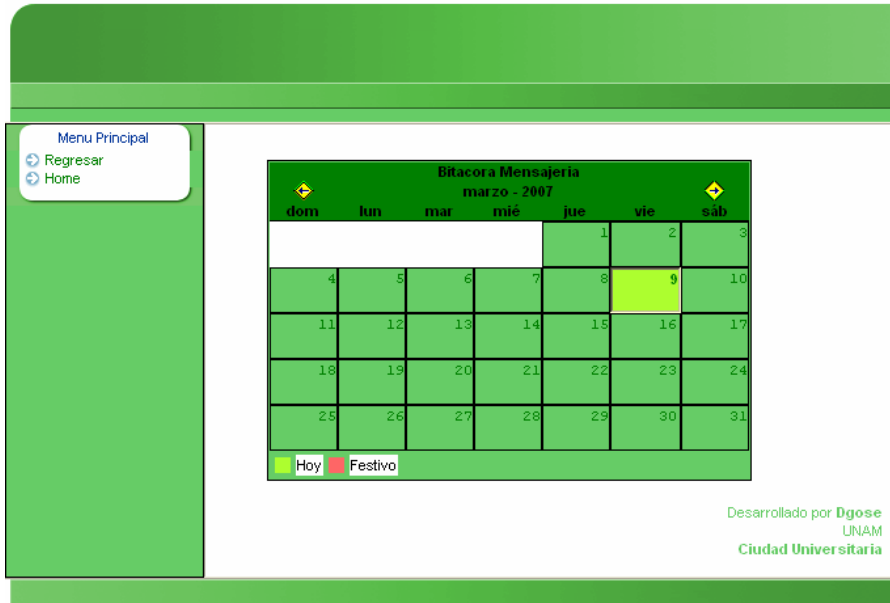 Menu Principal
Regresar
Home
Bitacora Mensajeria
marzo - 2007
dom lun mar mié jue vie sáb
1 2 3
4 5 6 7 8 9 10
11 12 13 14 15 16 17
18 19 20 21 22 23 24
25 26 27 28 29 30 31
Hoy Festivo
Desarrollado por Dgose
UNAM
Ciudad Universitaria